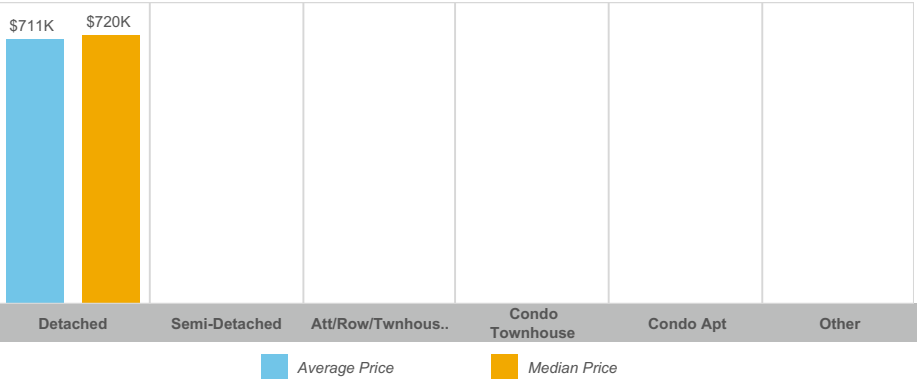 $711K
$720K
Detached
Semi-Detached
Att/Row/Twnhous..
Condo
Townhouse
Condo Apt
Other
Average Price
Median Price